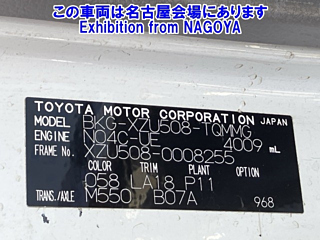 この車両は名古屋会場にあります
Exhibition from NAGOYA
TOYOTA MOTOR CORPORATION JAPAN
MODEL BKG-XZU508-TQMMG
ENGINE N04C-UE 4009 mL
FRAME No. XZU508-0008255
COLOR TRIM PLANT
058 LA18 P11
TRANS./AXLE M550 B07A
968